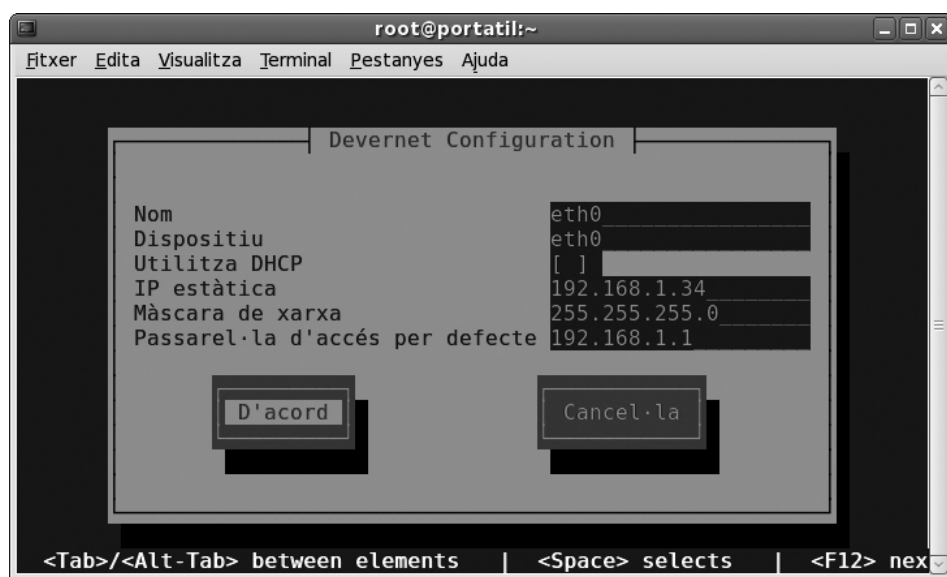 root@portatil:~
Fitxer Edita Visualitza Terminal Pestanyes Ajuda
Devernet Configuration
Nom eth0
Dispositiu eth0
Utilitza DHCP [ ]
IP estàtica 192.168.1.34
Màscara de xarxa 255.255.255.0
Passarel·la d'accés per defecte 192.168.1.1
D'acord Cancel·la
<Tab>/<Alt-Tab> between elements | <Space> selects | <F12> nex